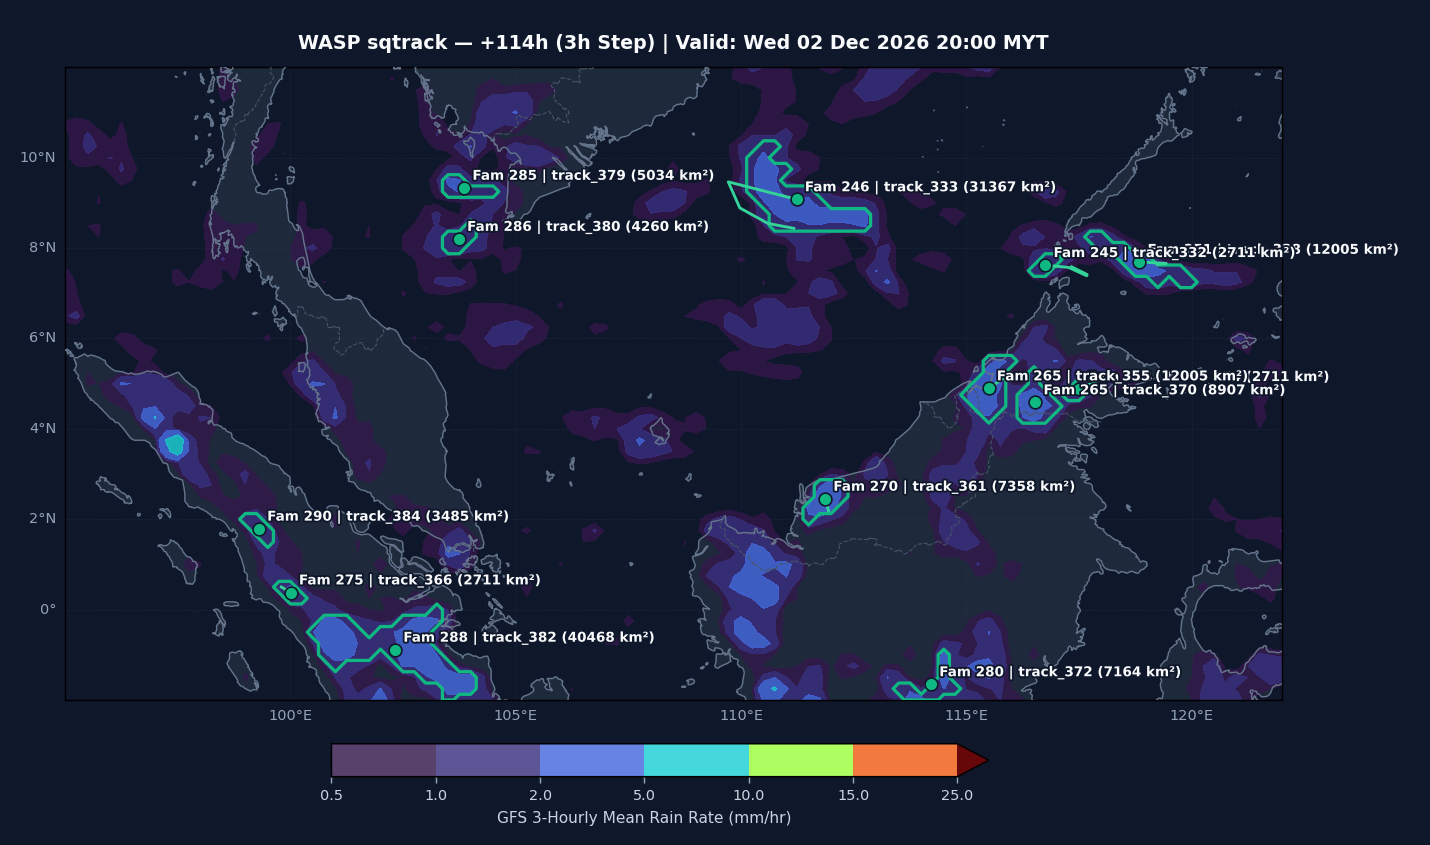 WASP sqtrack — +114h (3h Step) | Valid: Wed 02 Dec 2026 20:00 MYT
10°N
8°N
6°N
4°N
2°N
0°
Fam 285 | track_379 (5034 km²)
Fam 246 | track_333 (31367 km²)
Fam 286 | track_380 (4260 km²)
Fam 245 | track_332 (2711 km²)
(12005 km²)
Fam 265 | track_355 (12005 km²)
(2711 km²)
Fam 265 | track_370 (8907 km²)
Fam 270 | track_361 (7358 km²)
Fam 290 | track_384 (3485 km²)
Fam 275 | track_366 (2711 km²)
Fam 288 | track_382 (40468 km²)
Fam 280 | track_372 (7164 km²)
100°E 105°E 110°E 115°E 120°E
0.5 1.0 2.0 5.0 10.0 15.0 25.0
GFS 3-Hourly Mean Rain Rate (mm/hr)